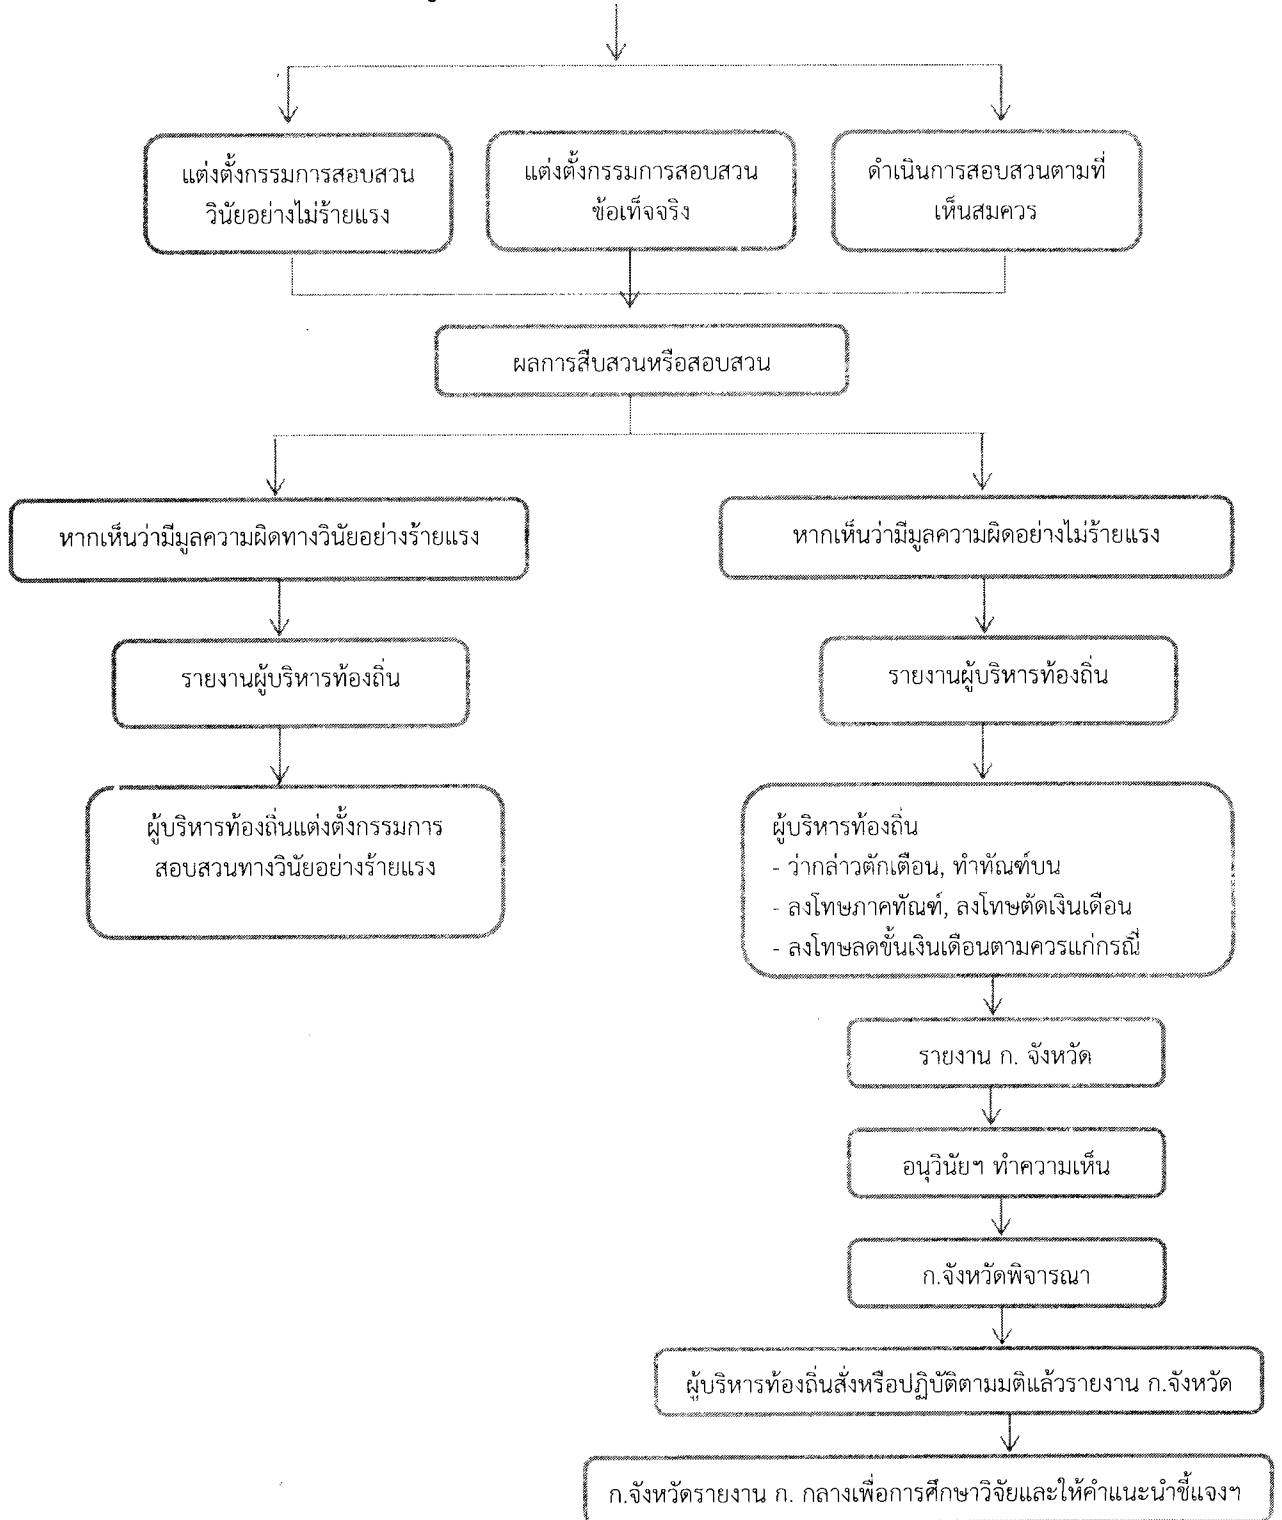 แต่งตั้งกรรมการสอบสวน
วินัยอย่างไม่ร้ายแรง
แต่งตั้งกรรมการสอบสวน
ข้อเท็จจริง
ดำเนินการสอบสวนตามที่
เห็นสมควร
ผลการสืบสวนหรือสอบสวน
หากเห็นว่ามีมูลความผิดทางวินัยอย่างร้ายแรง
หากเห็นว่ามีมูลความผิดอย่างไม่ร้ายแรง
รายงานผู้บริหารท้องถิ่น
รายงานผู้บริหารท้องถิ่น
ผู้บริหารท้องถิ่นแต่งตั้งกรรมการ
สอบสวนทางวินัยอย่างร้ายแรง
ผู้บริหารท้องถิ่น
- ว่ากล่าวตักเตือน, ทำทัณฑ์บน
- ลงโทษภาคทัณฑ์, ลงโทษตัดเงินเดือน
- ลงโทษลดขั้นเงินเดือนตามควรแก่กรณี
รายงาน ก. จังหวัด
อนุวินัยฯ ทำความเห็น
ก.จังหวัดพิจารณา
ผู้บริหารท้องถิ่นสั่งหรือปฏิบัติตามมติแล้วรายงาน ก.จังหวัด
ก.จังหวัดรายงาน ก. กลางเพื่อการศึกษาวิจัยและให้คำแนะนำชี้แจงฯ